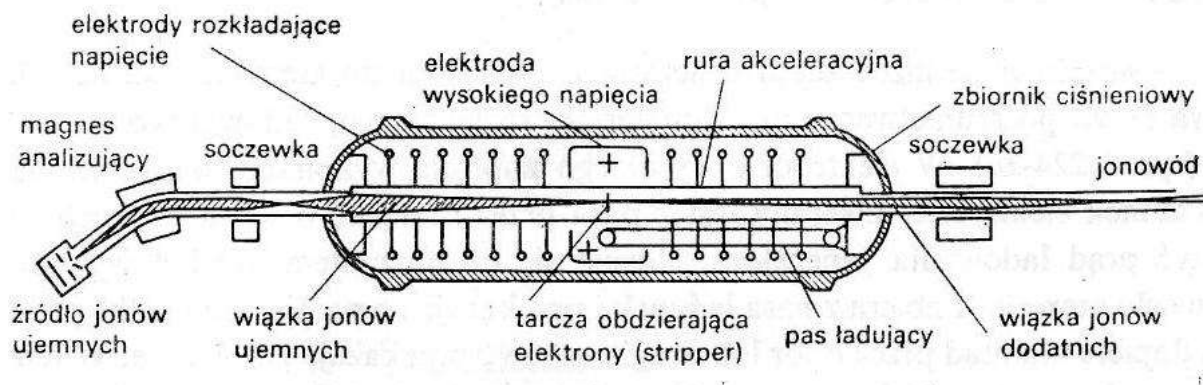 elektrody rozkładające
napięcie
elektroda
wysokiego napięcia
rura akceleracyjna
zbiornik ciśnieniowy
magnes
analizujący
soczewka
soczewka
jonowód
+
+
źródło jonów
ujemnych
wiązka jonów
ujemnych
tarcza obdzierająca
elektrony (stripper)
pas ładujący
wiązka jonów
dodatnich